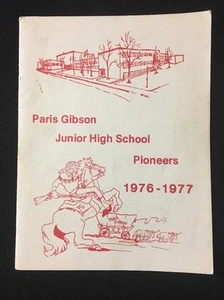 Paris Gibson
Junior High School
Pioneers
1976-1977